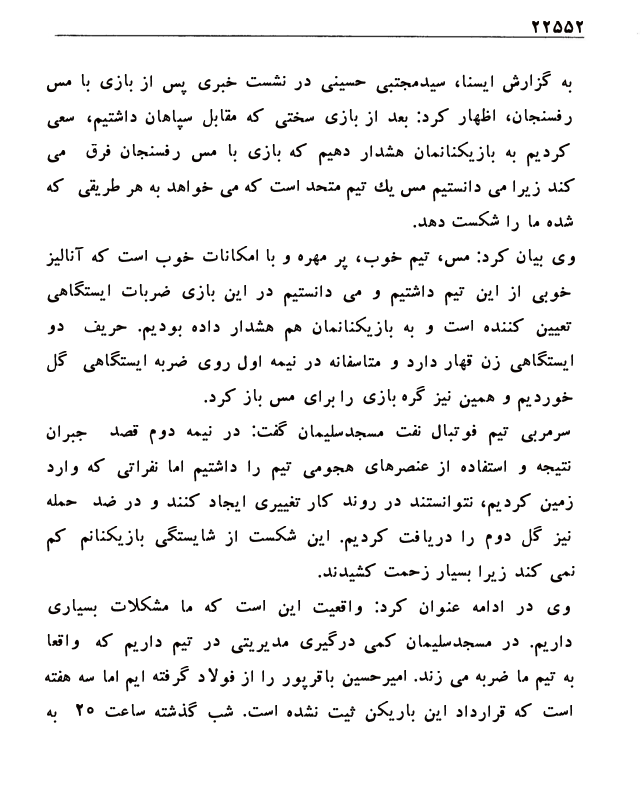 ۲۲۵۵۲
به گزارش ایسنا، سیدمجتبی حسینی در نشست خبری پس از بازی با مس
رفسنجان، اظهار کرد: بعد از بازی سختی که مقابل سپاهان داشتیم، سعی
کردیم به بازیکنانمان هشدار دهیم که بازی با مس رفسنجان فرق می
کند زیرا می دانستیم مس یك تیم متحد است که می خواهد به هر طریقی که
شده ما را شکست دهد.
وی بیان کرد: مس، تیم خوب، پر مهره و با امکانات خوب است که آنالیز
خوبی از این تیم داشتیم و می دانستیم در این بازی ضربات ایستگاهی
تعیین کننده است و به بازیکنانمان هم هشدار داده بودیم. حریف دو
ایستگاهی زن قهار دارد و متاسفانه در نیمه اول روی ضربه ایستگاهی گل
خوردیم و همین نیز گره بازی را برای مس باز کرد.
سرمربی تیم فوتبال نفت مسجدسلیمان گفت: در نیمه دوم قصد جبران
نتیجه و استفاده از عنصرهای هجومی تیم را داشتیم اما نفراتی که وارد
زمین کردیم، نتوانستند در روند کار تغییری ایجاد کنند و در ضد حمله
نیز گل دوم را دریافت کردیم. این شکست از شایستگی بازیکنانم کم
نمی کند زیرا بسیار زحمت کشیدند.
وی در ادامه عنوان کرد: واقعیت این است که ما مشکلات بسیاری
داریم. در مسجدسلیمان کمی درگیری مدیریتی در تیم داریم که واقعا
به تیم ما ضربه می زند. امیرحسین باقرپور را از فولاد گرفته ایم اما سه هفته
است که قرارداد این باریکن ثبت نشده است. شب گذشته ساعت ۲۰ به